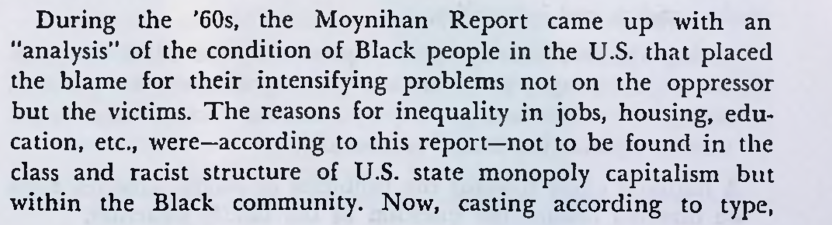 During the '60s, the Moynihan Report came up with an
"analysis" of the condition of Black people in the U.S. that placed
the blame for their intensifying problems not on the oppressor
but the victims. The reasons for inequality in jobs, housing, edu-
cation, etc., were—according to this report—not to be found in the
class and racist structure of U.S. state monopoly capitalism but
within the Black community. Now, casting according to type,